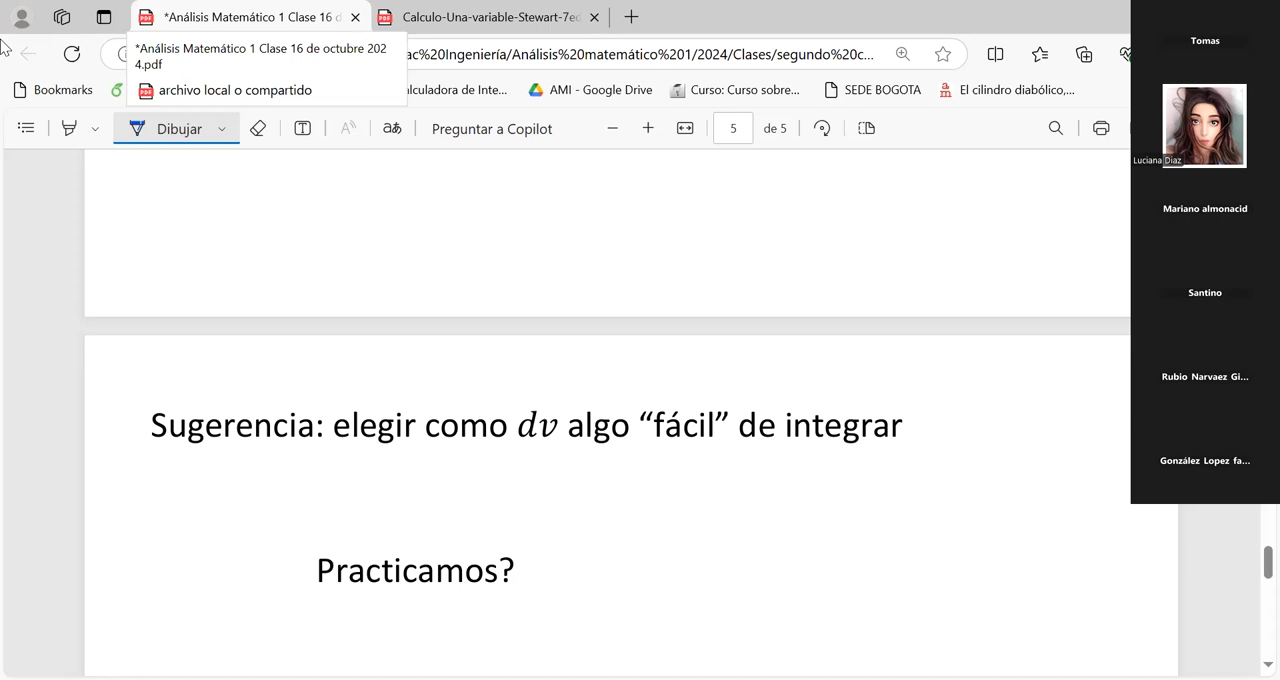 *Análisis Matemático 1 Clase 16 d
Calculo-Una-variable-Stewart-7ed
*Análisis Matemático 1 Clase 16 de octubre 202
4.pdf
archivo local o compartido
ac%20Ingenieria/Análisis%20matemático%201/2024/Clases/segundo%20c...
Bookmarks
alculadora de Inte...
AMI - Google Drive
Curso: Curso sobre...
SEDE BOGOTA
El cilindro diabólico,...
Dibujar
Preguntar a Copilot
5
de 5
Sugerencia: elegir como dv algo “fácil” de integrar
Practicamos?
Tomas
Luciana Diaz
Mariano almonacid
Santino
Rubio Narvaez Gi...
González Lopez fa...